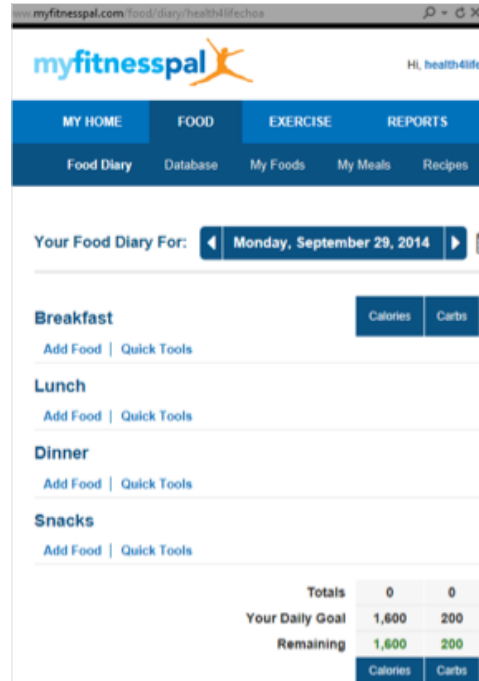 ww.myfitnesspal.com/food/diary/health4lifechoa
myfitnesspal
Hi, health4life
MY HOME FOOD EXERCISE REPORTS
Food Diary Database My Foods My Meals Recipes
Your Food Diary For: Monday, September 29, 2014
Breakfast Calories Carbs
Add Food | Quick Tools
Lunch
Add Food | Quick Tools
Dinner
Add Food | Quick Tools
Snacks
Add Food | Quick Tools
Totals 0 0
Your Daily Goal 1,600 200
Remaining 1,600 200
Calories Carbs